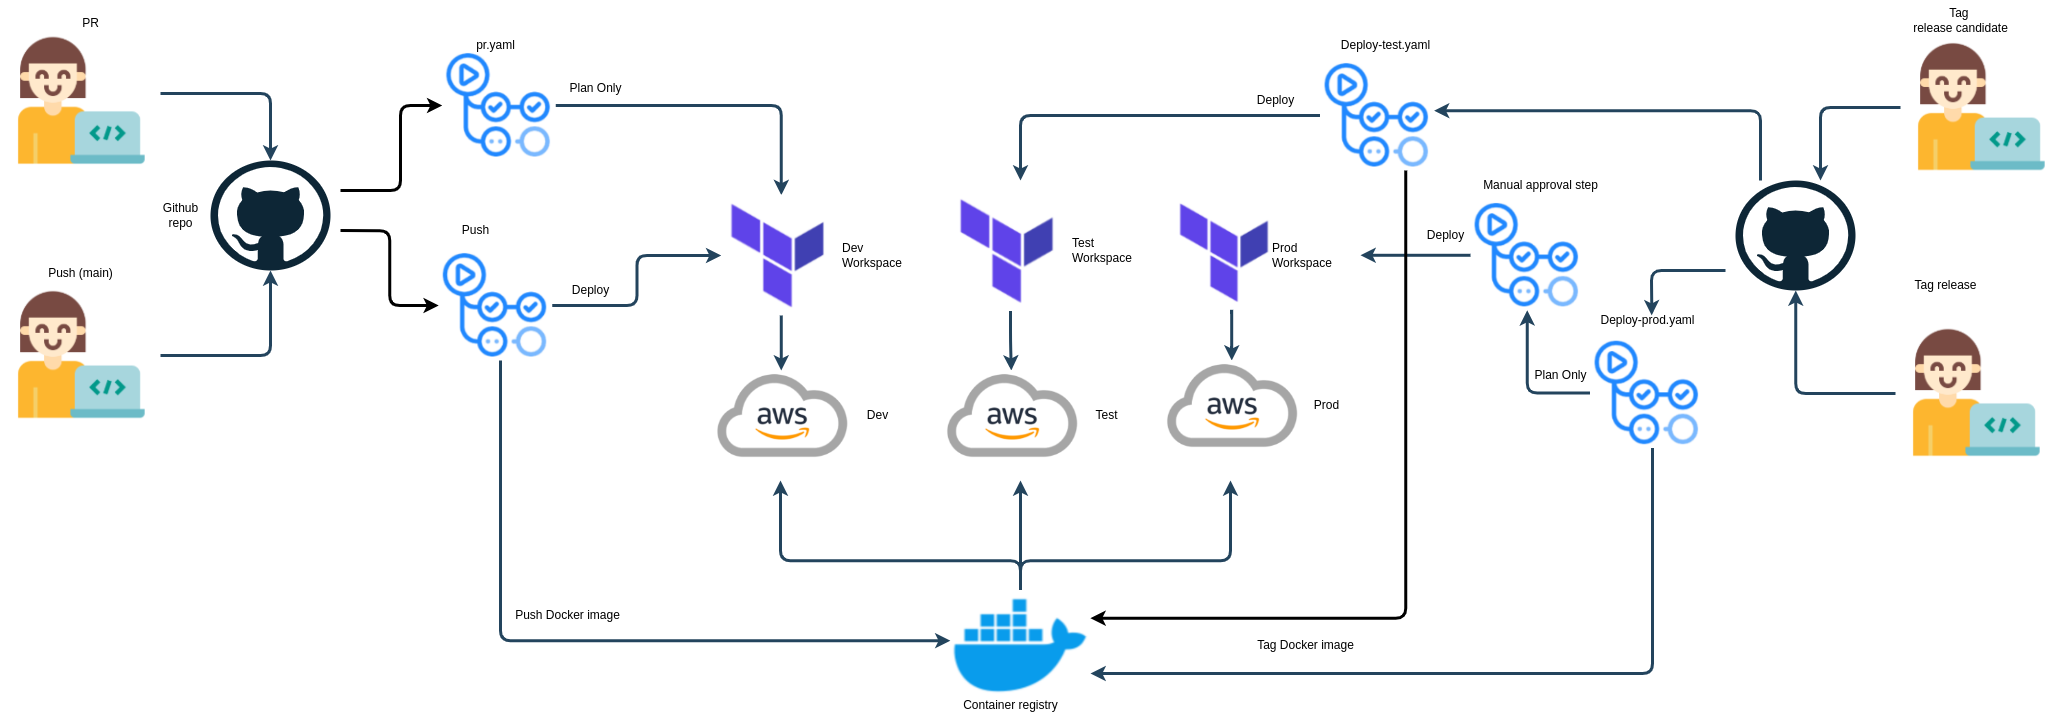 PR
pr.yaml
Plan Only
Deploy-test.yaml
Deploy
Tag
release candidate
Github
repo
Push (main)
Push
Deploy
Dev
Workspace
Test
Workspace
Prod
Workspace
Manual approval step
Deploy
Deploy-prod.yaml
Plan Only
Tag release
aws
Dev
aws
Test
aws
Prod
Push Docker image
Tag Docker image
Container registry